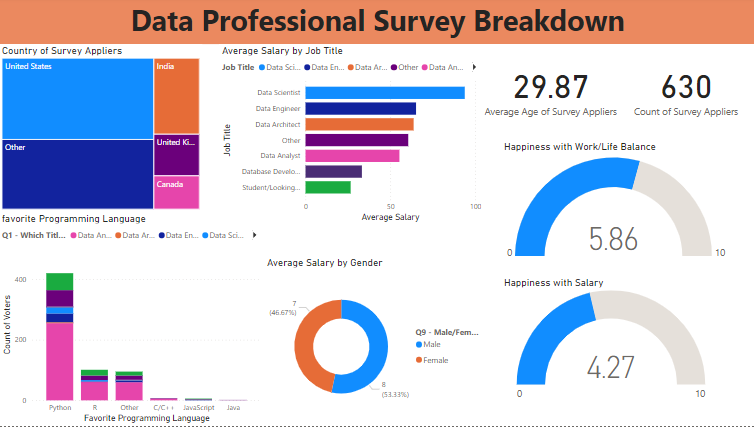 Data Professional Survey Breakdown
Country of Survey Appliers
United States
India
Other
United Ki...
Canada
Average Salary by Job Title
Job Title Data Sci... Data En... Data Ar... Other Data An...
Job Title
Data Scientist
Data Engineer
Data Architect
Other
Data Analyst
Database Develo...
Student/Looking...
0 50 100
Average Salary
29.87
Average Age of Survey Appliers
630
Count of Survey Appliers
Happiness with Work/Life Balance
5.86
0 10
Happiness with Salary
4.27
0 10
favorite Programming Language
Q1 - Which Titl... Data An... Data Ar... Data En... Data Sci...
Count of Voters
400
200
0
Python R Other C/C++ JavaScript Java
Favorite Programming Language
Average Salary by Gender
7
(46.67%)
8
(53.33%)
Q9 - Male/Fem...
Male
Female